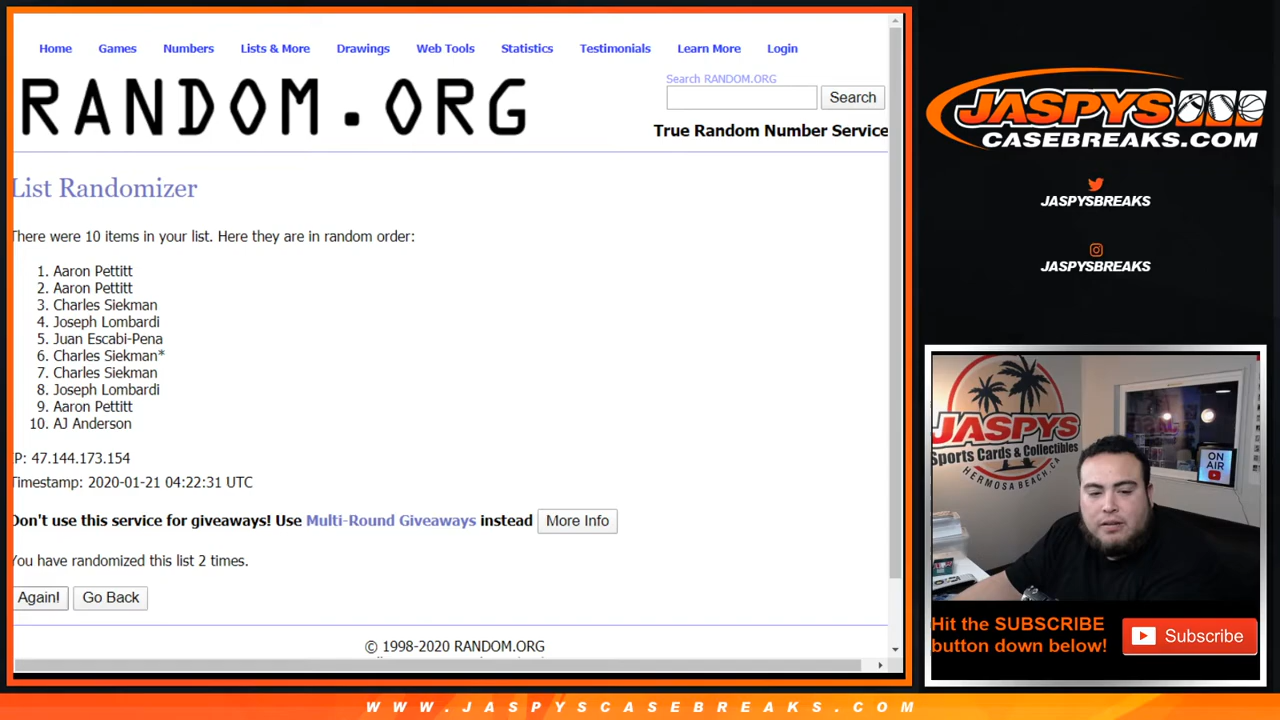 Home Games Numbers Lists & More Drawings Web Tools Statistics Testimonials Learn More Login
RANDOM.ORG
Search RANDOM.ORG
Search
True Random Number Service
List Randomizer
There were 10 items in your list. Here they are in random order:
1. Aaron Pettitt
2. Aaron Pettitt
3. Charles Siekman
4. Joseph Lombardi
5. Juan Escabi-Pena
6. Charles Siekman*
7. Charles Siekman
8. Joseph Lombardi
9. Aaron Pettitt
10. AJ Anderson
IP: 47.144.173.154
Timestamp: 2020-01-21 04:22:31 UTC
Don't use this service for giveaways! Use Multi-Round Giveaways instead More Info
You have randomized this list 2 times.
Again! Go Back
© 1998-2020 RANDOM.ORG
JASPYS
CASEBREAKS.COM
JASPYSBREAKS
JASPYSBREAKS
JASPYS
Sports Cards & Collectibles
HERMOSA BEACH, CA
ON
AIR
Hit the SUBSCRIBE
button down below!
Subscribe
WWW.JASPYSCASEBREAKS.COM